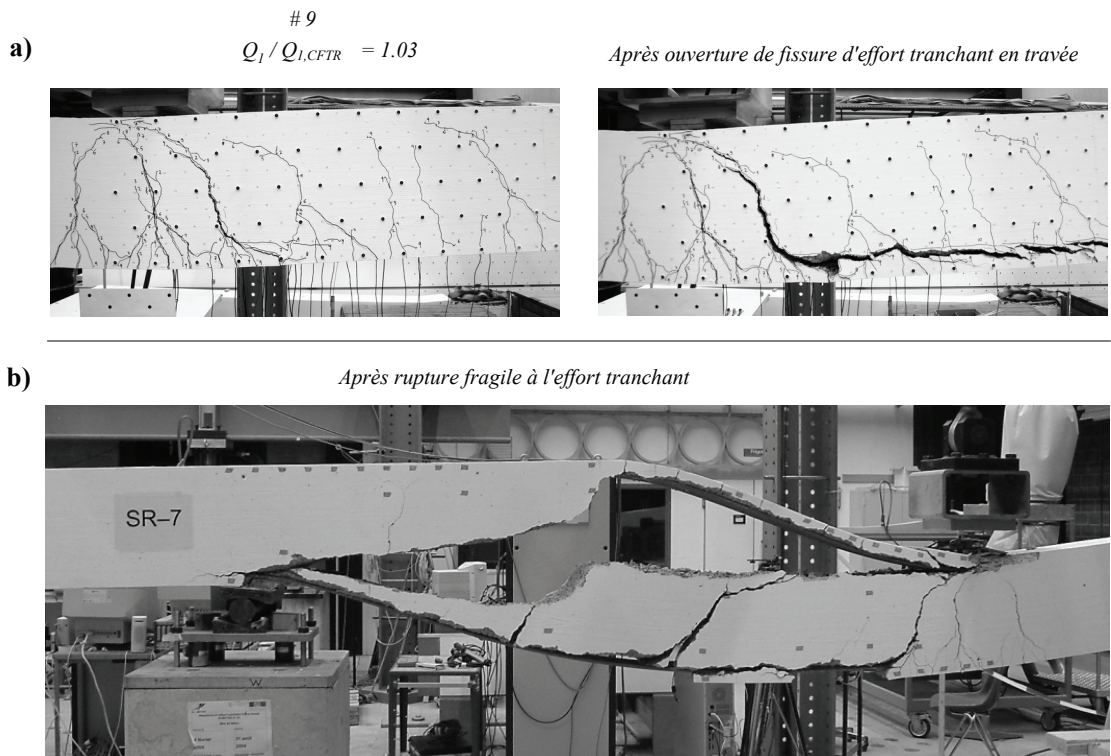 # 9
a)
Q1 / Q1,CFTR = 1.03
Après ouverture de fissure d'effort tranchant en travée
b)
Après rupture fragile à l'effort tranchant
SR–7
W